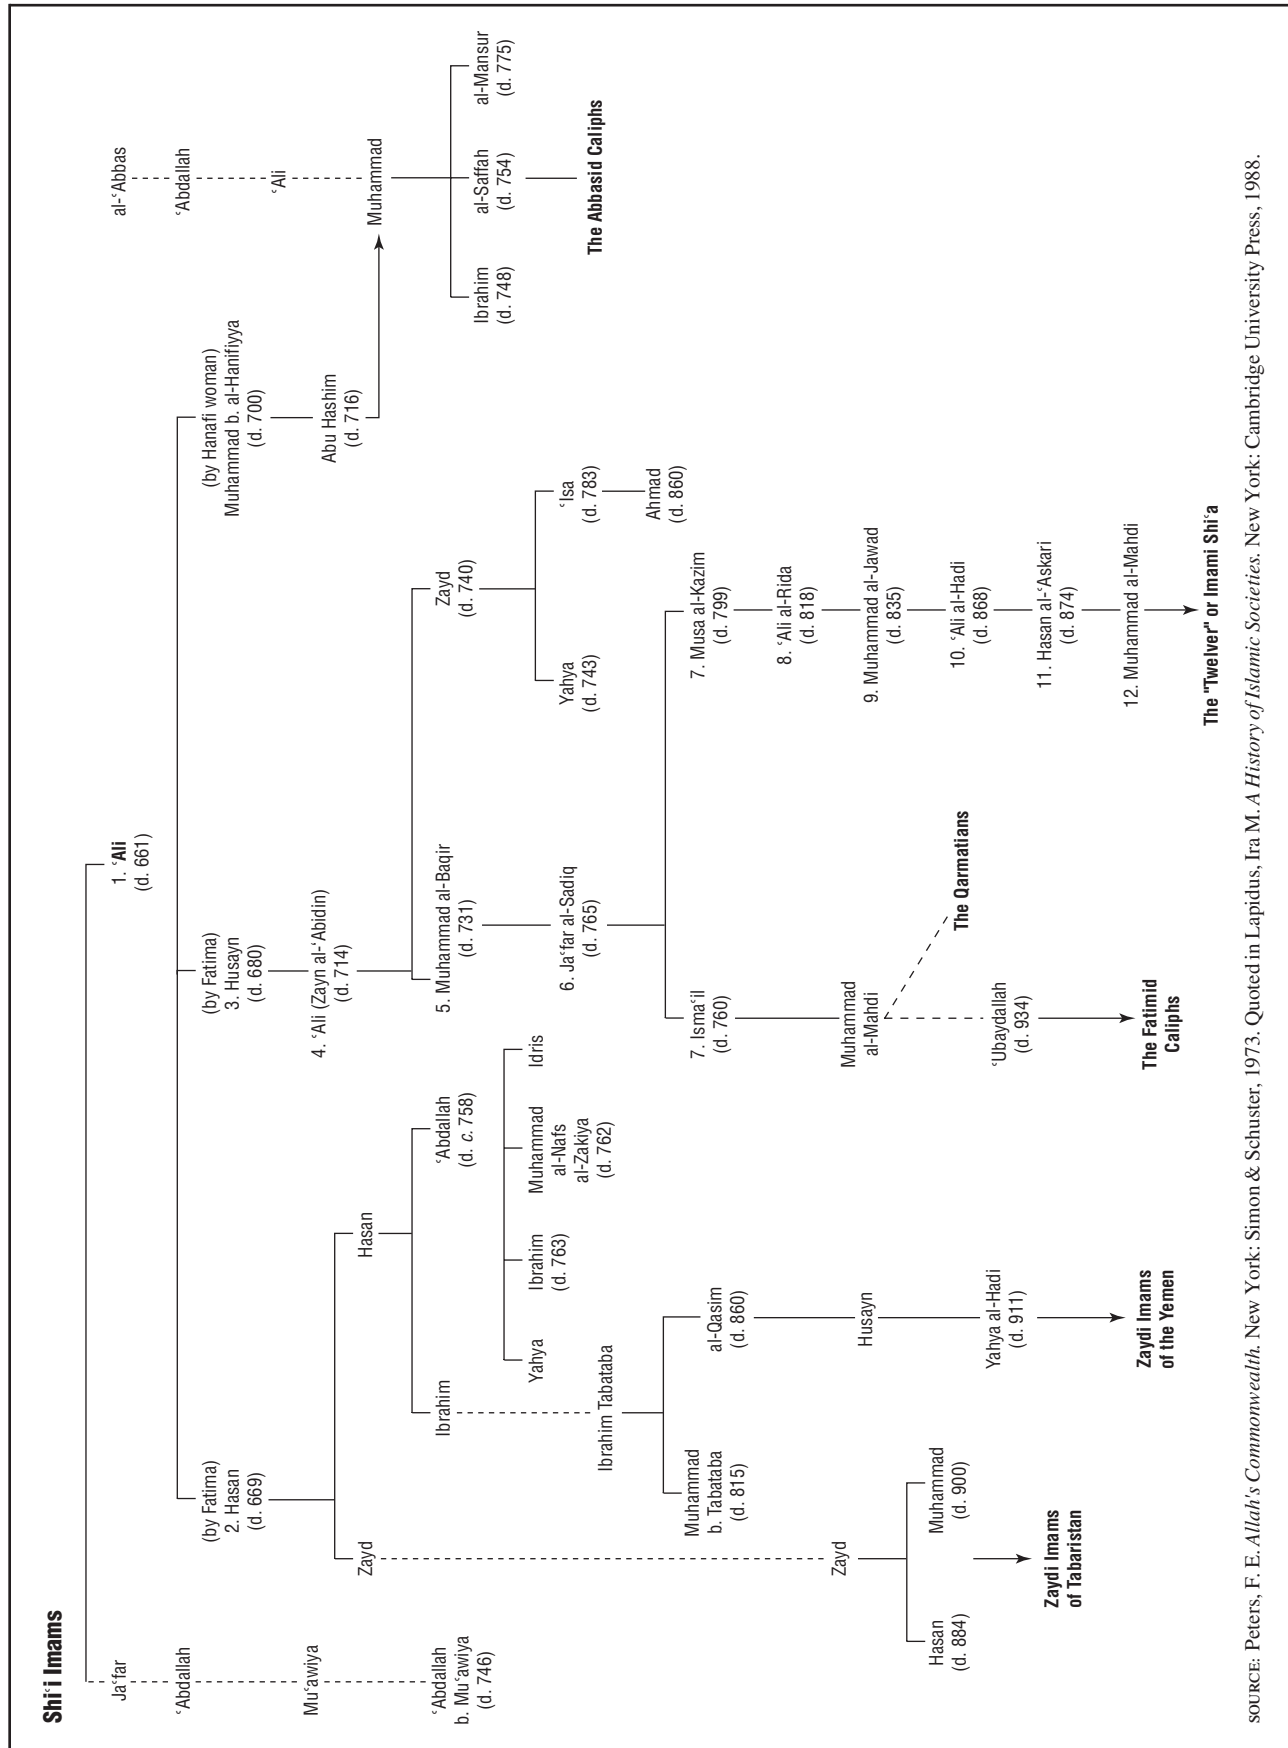 Shiʿi Imams
1. ʿAli
(d. 661)
Jaʿfar
ʿAbdallah
Muʿawiya
ʿAbdallah
b. Muʿawiya
(d. 746)
(by Fatima)
2. Hasan
(d. 669)
(by Fatima)
3. Husayn
(d. 680)
(by Hanafi woman)
Muhammad b. al-Hanifiyya
(d. 700)
al-ʿAbbas
ʿAbdallah
ʿAli
Muhammad
4. ʿAli (Zayn al-ʿAbidin)
(d. 714)
Abu Hashim
(d. 716)
Zayd
Hasan
Ibrahim
ʿAbdallah
(d. c. 758)
5. Muhammad al-Baqir
(d. 731)
Zayd
(d. 740)
Ibrahim
(d. 748)
al-Saffah
(d. 754)
al-Mansur
(d. 775)
The Abbasid Caliphs
Yahya
Ibrahim
(d. 763)
Muhammad
al-Nafs
al-Zakiya
(d. 762)
Idris
6. Jaʿfar al-Sadiq
(d. 765)
Yahya
(d. 743)
ʿIsa
(d. 783)
Ahmad
(d. 860)
Ibrahim Tabataba
Muhammad
b. Tabataba
(d. 815)
al-Qasim
(d. 860)
7. Ismaʿil
(d. 760)
7. Musa al-Kazim
(d. 799)
8. ʿAli al-Rida
(d. 818)
Zayd
Husayn
Muhammad
al-Mahdi
9. Muhammad al-Jawad
(d. 835)
Hasan
(d. 884)
Muhammad
(d. 900)
Yahya al-Hadi
(d. 911)
ʿUbaydallah
(d. 934)
The Qarmatians
10. ʿAli al-Hadi
(d. 868)
11. Hasan al-ʿAskari
(d. 874)
12. Muhammad al-Mahdi
Zaydi Imams
of Tabaristan
Zaydi Imams
of the Yemen
The Fatimid
Caliphs
The "Twelver" or Imami Shiʿa
SOURCE: Peters, F. E. Allah's Commonwealth. New York: Simon & Schuster, 1973. Quoted in Lapidus, Ira M. A History of Islamic Societies. New York: Cambridge University Press, 1988.